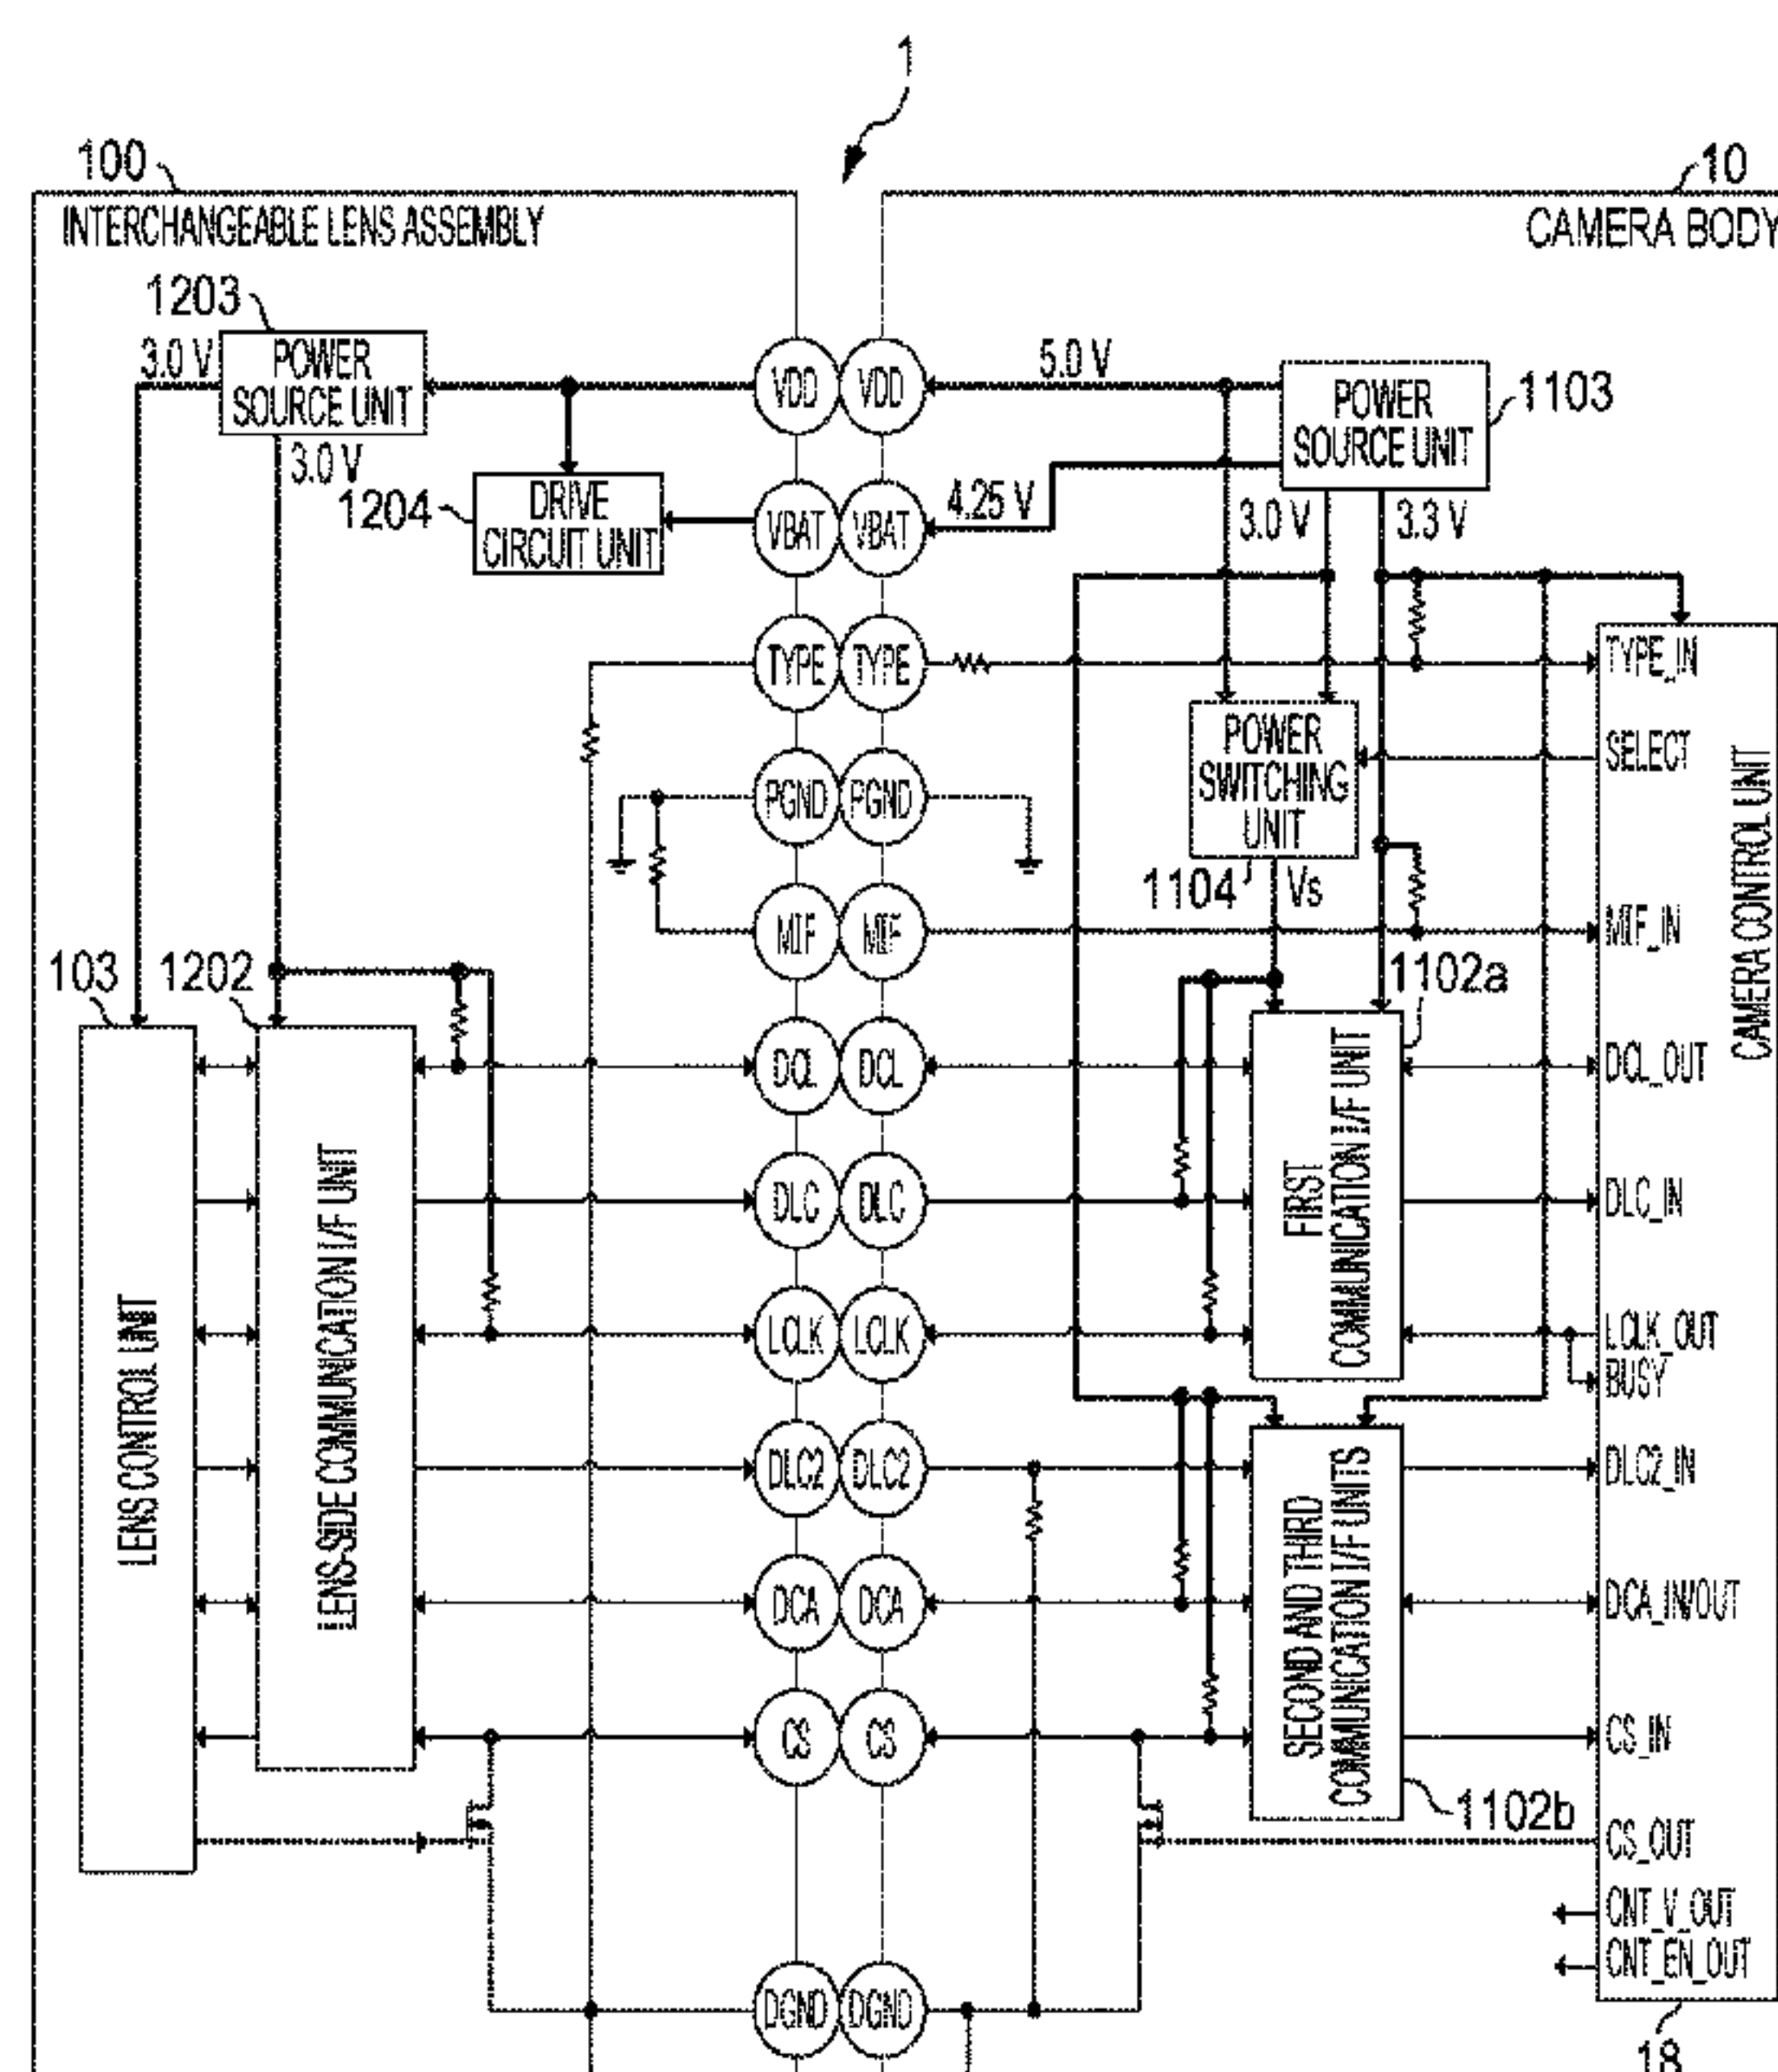 1
100
10
INTERCHANGEABLE LENS ASSEMBLY
CAMERA BODY
1203
3.0 V
POWER
SOURCE UNIT
3.0 V
VDD
VDD
5.0 V
POWER
SOURCE UNIT
1103
1204
DRIVE
CIRCUIT UNIT
VBAT
VBAT
4.25 V
3.0 V
3.3 V
TYPE
TYPE
TYPE_IN
POWER
SWITCHING
UNIT
SELECT
PGND
PGND
1104
Vs
CAMERA CONTROL UNIT
MIF
MIF
MIF_IN
103
1202
1102a
DCL
DCL
DCL_OUT
DLC
DLC
DLC_IN
FIRST
COMMUNICATION I/F UNIT
LENS CONTROL UNIT
LENS-SIDE COMMUNICATION I/F UNIT
LCLK
LCLK
LCLK_OUT
BUSY
DLC2
DLC2
DLC2_IN
SECOND AND THIRD
COMMUNICATION I/F UNITS
DCA
DCA
DCA_IN/OUT
CS
CS
CS_IN
1102b
CS_OUT
CNT_V_OUT
CNT_EN_OUT
DGND
DGND
18